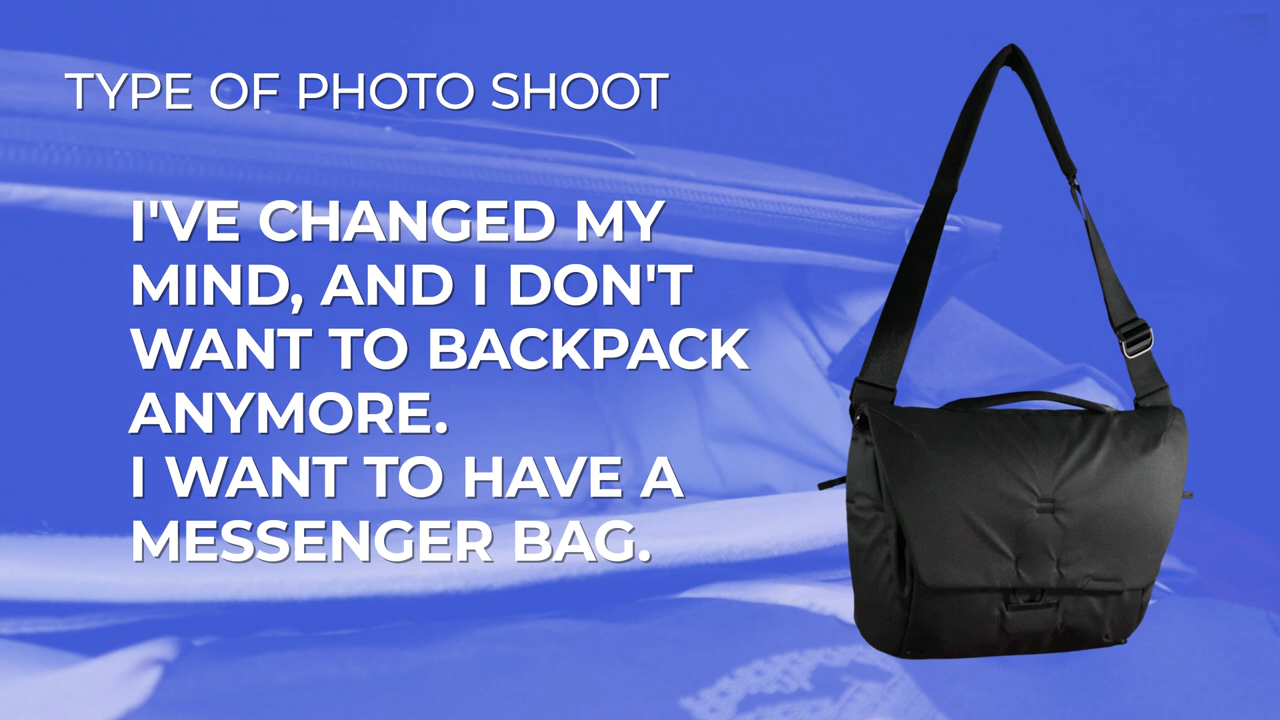 TYPE OF PHOTO SHOOT
I'VE CHANGED MY
MIND, AND I DON'T
WANT TO BACKPACK
ANYMORE.
I WANT TO HAVE A
MESSENGER BAG.